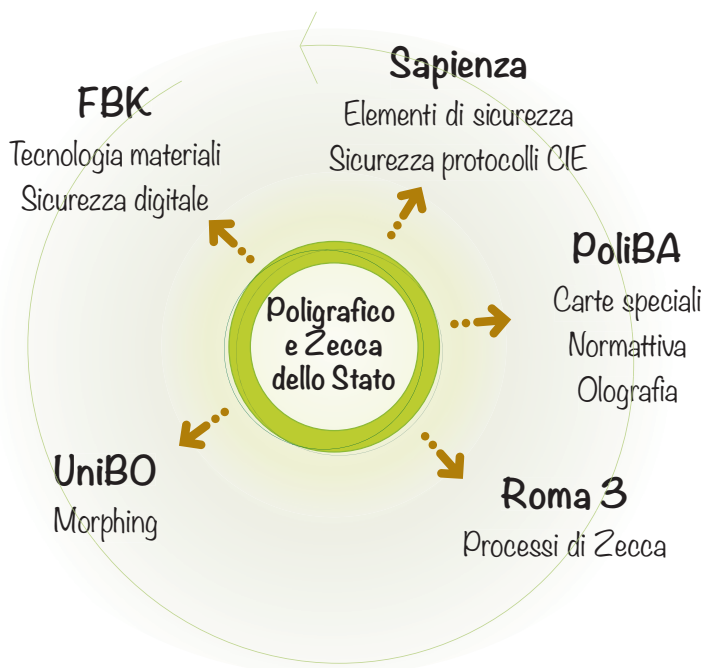 FBK
Tecnologia materiali
Sicurezza digitale
Sapienza
Elementi di sicurezza
Sicurezza protocolli CIE
PoliBA
Carte speciali
Normattiva
Olografia
Poligrafico
e Zecca
dello Stato
UniBO
Morphing
Roma 3
Processi di Zecca